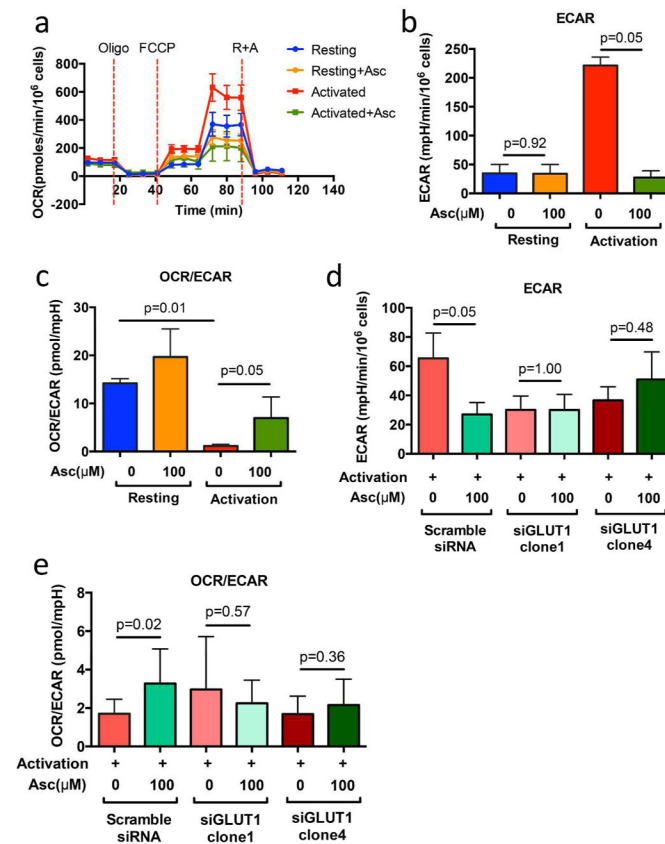 a
Oligo FCCP R+A
Resting
Resting+Asc
Activated
Activated+Asc
OCR(pmoles/min/10⁶ cells)
800
600
400
200
0
-200
20 40 60 80 100 120 140
Time (min)
b
ECAR
ECAR (mpH/min/10⁶ cells)
250
200
150
100
50
0
p=0.92
p=0.05
Asc(μM) 0 100 0 100
Resting Activation
c
OCR/ECAR
OCR/ECAR (pmol/mpH)
30
20
10
0
p=0.01
p=0.05
Asc(μM) 0 100 0 100
Resting Activation
d
ECAR
ECAR (mpH/min/10⁶ cells)
100
80
60
40
20
0
p=0.05
p=1.00
p=0.48
Activation + + + + + +
Asc(μM) 0 100 0 100 0 100
Scramble siGLUT1 siGLUT1
siRNA clone1 clone4
e
OCR/ECAR
OCR/ECAR (pmol/mpH)
8
6
4
2
0
p=0.02
p=0.57
p=0.36
Activation + + + + + +
Asc(μM) 0 100 0 100 0 100
Scramble siGLUT1 siGLUT1
siRNA clone1 clone4